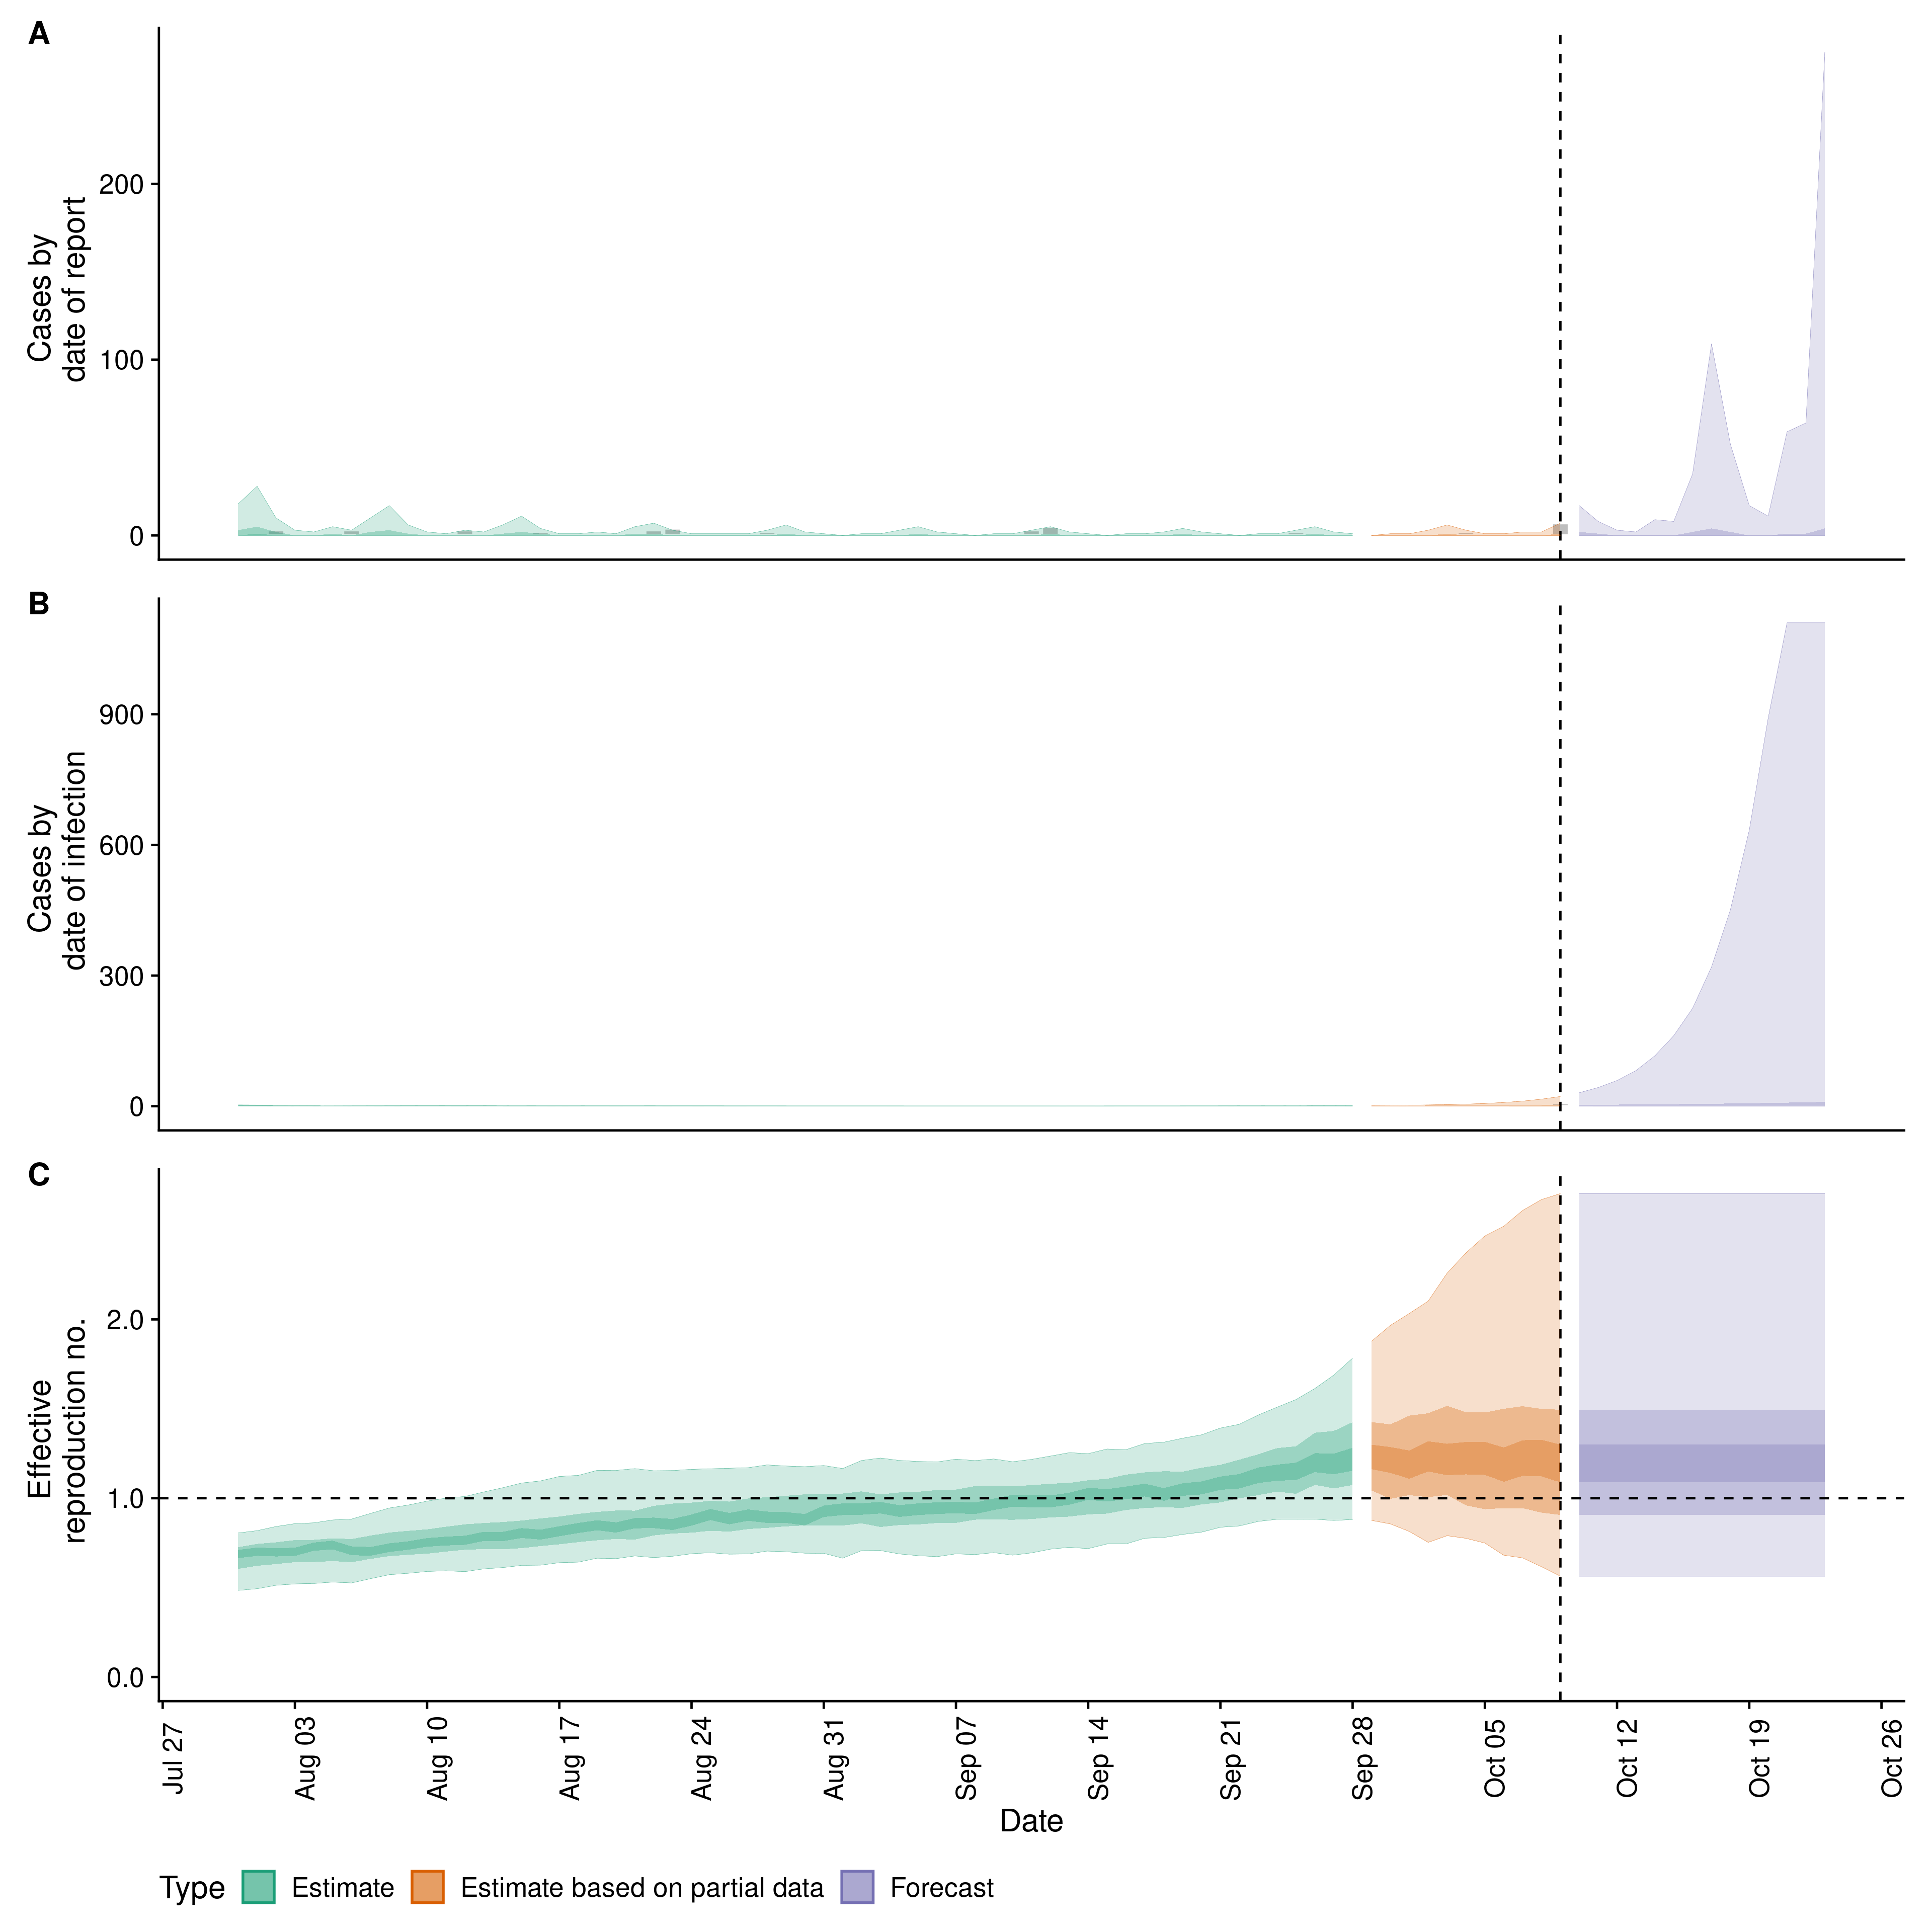 A
Cases by
date of report
200
100
0
B
Cases by
date of infection
900
600
300
0
C
Effective
reproduction no.
2.0
1.0
0.0
Jul 27
Aug 03
Aug 10
Aug 17
Aug 24
Aug 31
Sep 07
Sep 14
Sep 21
Sep 28
Oct 05
Oct 12
Oct 19
Oct 26
Date
Type Estimate Estimate based on partial data Forecast